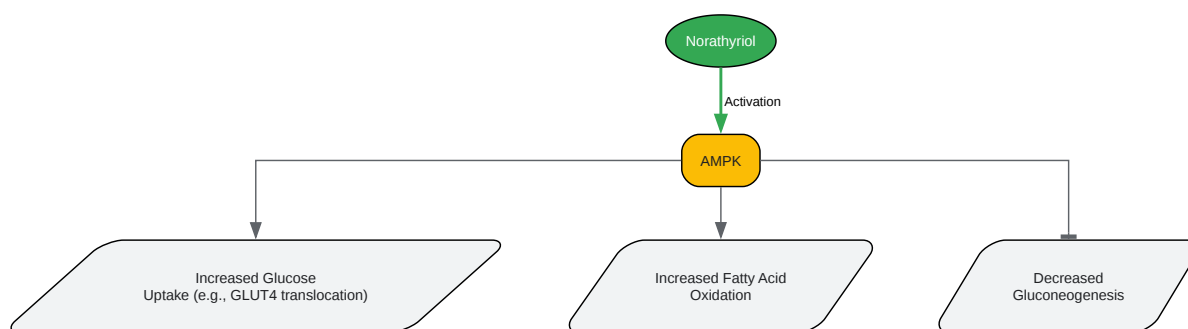 Norathyriol
Activation
AMPK
Increased Glucose
Uptake (e.g., GLUT4 translocation)
Increased Fatty Acid
Oxidation
Decreased
Gluconeogenesis